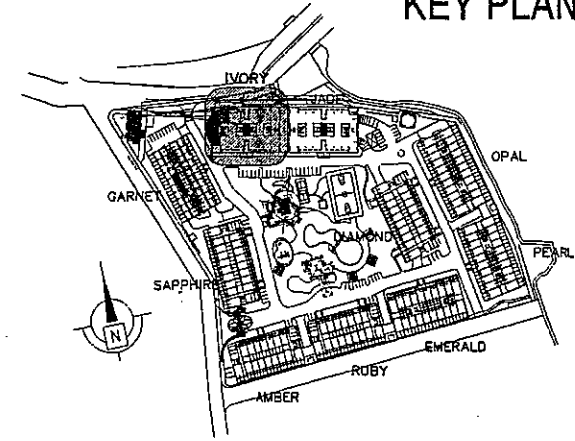 KEY PLAN
IVORY
JADE
OPAL
GARNET
DIAMOND
PEARL
SAPPHIRE
N
EMERALD
RUBY
AMBER